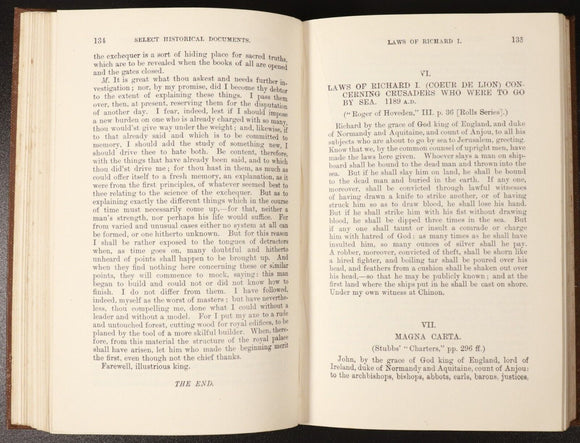 134 SELECT HISTORICAL DOCUMENTS.
the exchequer is a sort of hiding place for sacred truths,
which are to be revealed when the books of all are opened
and the gates closed.
M. It is great what thou askest and needs further in-
vestigation; nor, by my promise, did I become thy debtor
to the extent of explaining these things. I pass them
over, then, at present, reserving them for the disputation
of another day. I fear, indeed, lest if I should impose
a new burden on one who is already charged with so many,
thou would'st give way under the weight; and, likewise, if
to that already said and which is to be committed to
memory, I should add the study of something new, I
should drive thee to loathe both. Be content, therefore,
with the things that have already been said, and to which
thou did'st drive me; for thou hast in them, as much as
could offer itself to a fresh memory, an explanation, as it
were from the first principles, of whatever seemed best to
thee relating to the science of the exchequer. But as to
explaining exactly the different things which in the course
of time must necessarily come up,—for that, neither a
man's strength, nor perhaps his life would suffice. For
from varied and unusual cases either no system at all can
be formed, or one hitherto unknown. But for this reason
I shall be rather exposed to the tongues of detractors
when, as time goes on, many doubtful and hitherto
unheard of points shall happen to be brought up. And
when they find nothing here concerning these or similar
points, they will commence to mock, saying: this man
began to build and could not or did not know how to
finish. I do not differ from them. I have followed,
indeed, myself as the worst of masters; but have neverthe-
less, thou compelling me, done what I could without a
leader and without a model. For I put my axe to a rude
and untouched forest, cutting wood for royal edifices, to be
planed by the tool of a more skilful builder. When, there-
fore, from this material the structure of the royal palace
shall have arisen, let him who made the beginning merit
the first, even though not the chief thanks.
Farewell, illustrious king.
THE END.
LAWS OF RICHARD I. 135
VI.
LAWS OF RICHARD I. (COEUR DE LION) CON-
CERNING CRUSADERS WHO WERE TO GO
BY SEA. 1189 A.D.
("Roger of Hoveden," III. p. 36 [Rolls Series].)
Richard by the grace of God king of England, and duke
of Normandy and Aquitaine, and count of Anjou, to all his
subjects who are about to go by sea to Jerusalem, greeting.
Know that we, by the common counsel of upright men, have
made the laws here given. Whoever slays a man on ship-
board shall be bound to the dead man and thrown into the
sea. But if he shall slay him on land, he shall be bound
to the dead man and buried in the earth. If any one,
moreover, shall be convicted through lawful witnesses
of having drawn a knife to strike another, or of having
struck him so as to draw blood, he shall lose his hand.
But if he shall strike him with his fist without drawing
blood, he shall be dipped three times in the sea. But
if any one shall taunt or insult a comrade or charge
him with hatred of God; as many times as he shall have
insulted him, so many ounces of silver shall he pay.
A robber, moreover, convicted of theft, shall be shorn like
a hired fighter, and boiling tar shall be poured over his
head, and feathers from a cushion shall be shaken out over
his head,—so that he may be publicly known; and at the
first land where the ships put in he shall be cast on shore.
Under my own witness at Chinon.
VII.
MAGNA CARTA.
(Stubbs' "Charters," pp. 296 ff.)
John, by the grace of God king of England, lord of
Ireland, duke of Normandy and Aquitaine, count of Anjou:
to the archbishops, bishops, abbots, earls, barons, justices,